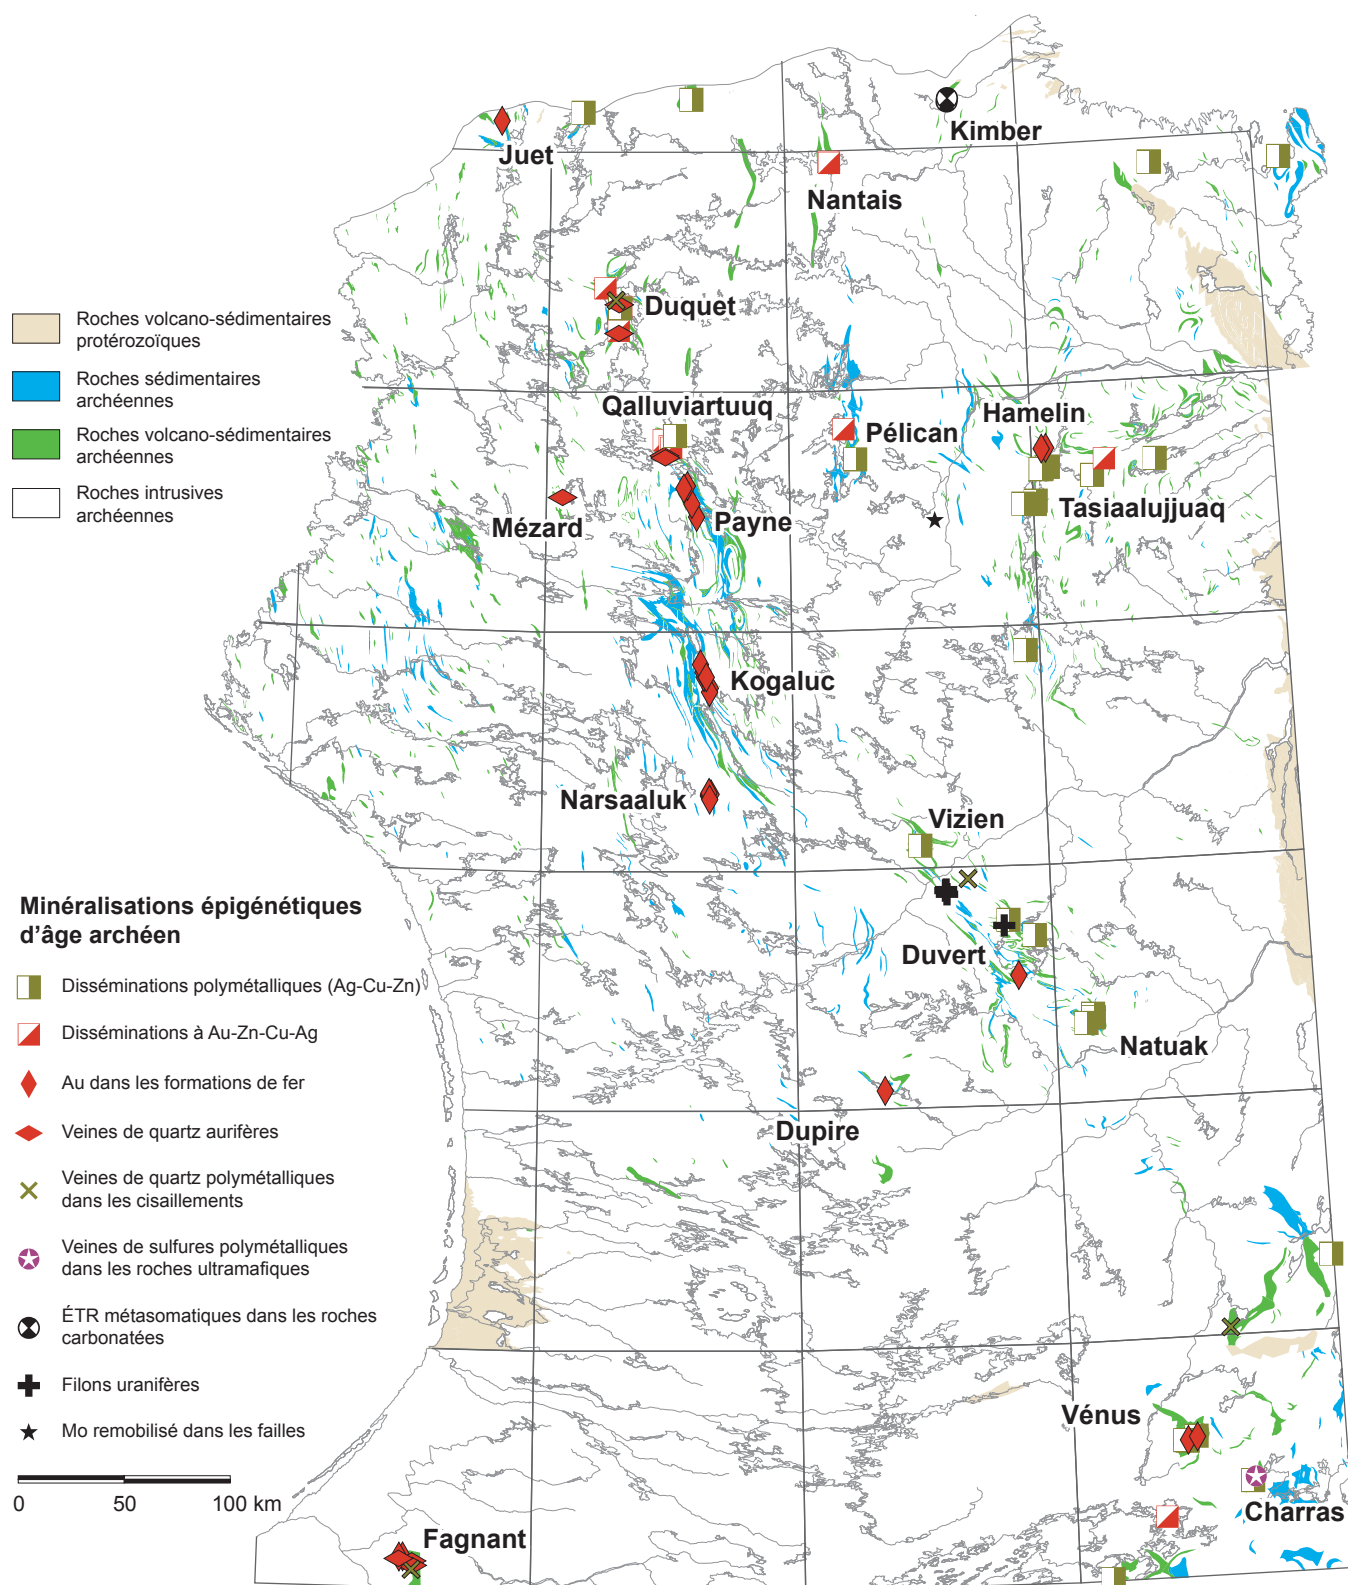 Kimber
Juet
Nantais
Duquet
Roches volcano-sédimentaires
protérozoïques
Roches sédimentaires
archéennes
Roches volcano-sédimentaires
archéennes
Roches intrusives
archéennes
Qalluviartuuq
Hamelin
Pélican
Mézard
Payne
Tasiaalujjuaq
Kogaluc
Narsaaluk
Vizien
Duvert
Natuak
Dupire
Minéralisations épigénétiques
d'âge archéen
Disséminations polymétalliques (Ag-Cu-Zn)
Disséminations à Au-Zn-Cu-Ag
Au dans les formations de fer
Veines de quartz aurifères
Veines de quartz polymétalliques
dans les cisaillements
Veines de sulfures polymétalliques
dans les roches ultramafiques
ÉTR métasomatiques dans les roches
carbonatées
Filons uranifères
Mo remobilisé dans les failles
0 50 100 km
Vénus
Charras
Fagnant